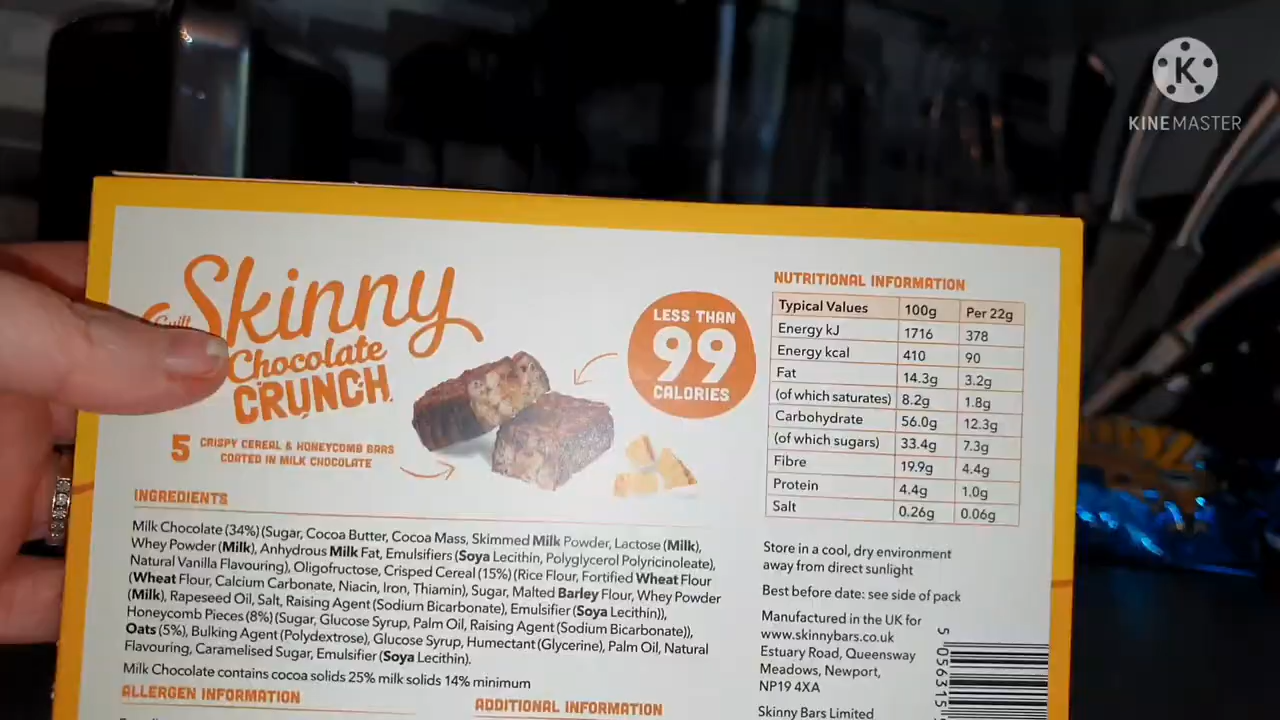 KINEMASTER
Skinny
Chocolate
CRUNCH
5 CRISPY CEREAL & HONEYCOMB BARS
COATED IN MILK CHOCOLATE
LESS THAN
99
CALORIES
NUTRITIONAL INFORMATION
Typical Values 100g Per 22g
Energy kJ 1716 378
Energy kcal 410 90
Fat 14.3g 3.2g
(of which saturates) 8.2g 1.8g
Carbohydrate 56.0g 12.3g
(of which sugars) 33.4g 7.3g
Fibre 19.9g 4.4g
Protein 4.4g 1.0g
Salt 0.26g 0.06g
INGREDIENTS
Milk Chocolate (34%) (Sugar, Cocoa Butter, Cocoa Mass, Skimmed Milk Powder, Lactose (Milk),
Whey Powder (Milk), Anhydrous Milk Fat, Emulsifiers (Soya Lecithin, Polyglycerol Polyricinoleate),
Natural Vanilla Flavouring), Oligofructose, Crisped Cereal (15%) (Rice Flour, Fortified Wheat Flour
(Wheat Flour, Calcium Carbonate, Niacin, Iron, Thiamin), Sugar, Malted Barley Flour, Whey Powder
(Milk), Rapeseed Oil, Salt, Raising Agent (Sodium Bicarbonate), Emulsifier (Soya Lecithin)),
Honeycomb Pieces (8%) (Sugar, Glucose Syrup, Palm Oil, Raising Agent (Sodium Bicarbonate)),
Oats (5%), Bulking Agent (Polydextrose), Glucose Syrup, Humectant (Glycerine), Palm Oil, Natural
Flavouring, Caramelised Sugar, Emulsifier (Soya Lecithin).
Milk Chocolate contains cocoa solids 25% milk solids 14% minimum
ALLERGEN INFORMATION
ADDITIONAL INFORMATION
Store in a cool, dry environment
away from direct sunlight
Best before date: see side of pack
Manufactured in the UK for
www.skinnybars.co.uk
Estuary Road, Queensway
Meadows, Newport,
NP19 4XA
Skinny Bars Limited
5 056315